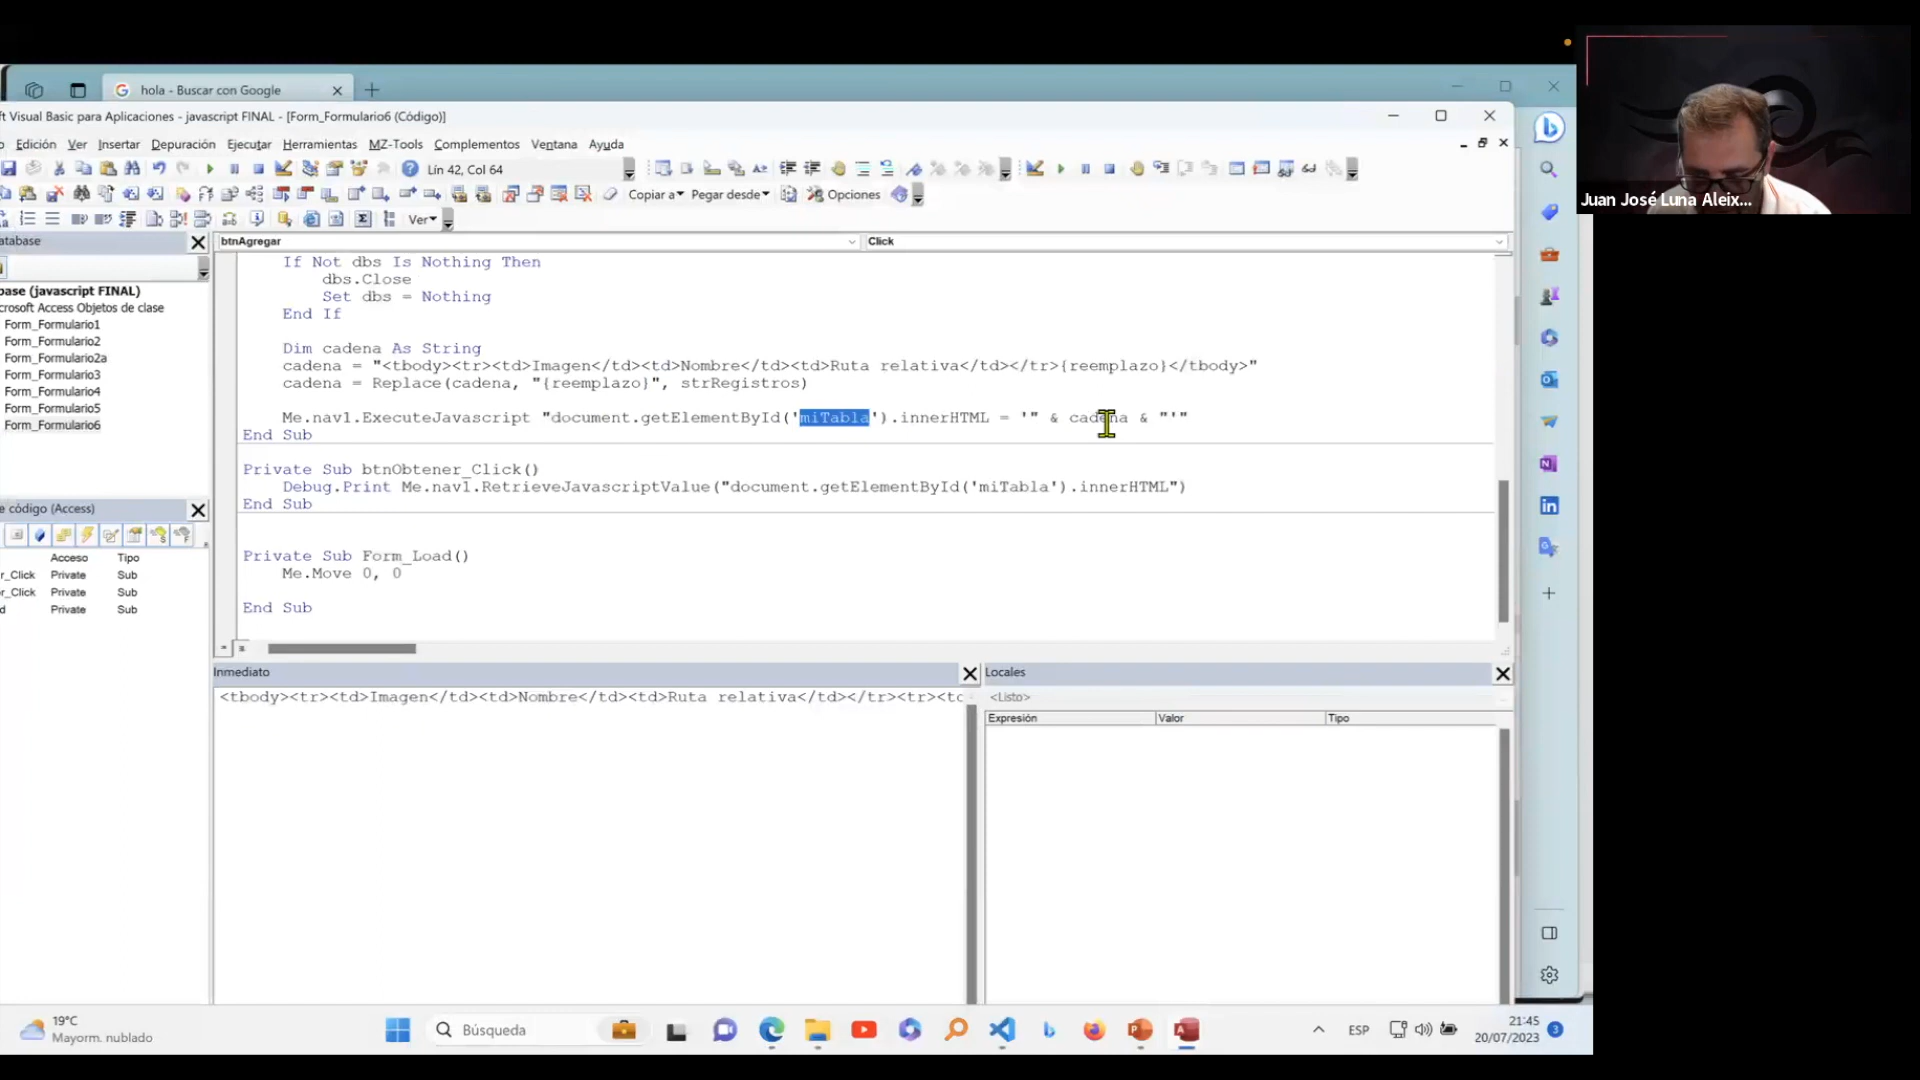 hola - Buscar con Google
ft Visual Basic para Aplicaciones - javascript FINAL - [Form_Formulario6 (Código)]
Edición Ver Insertar Depuración Ejecutar Herramientas MZ-Tools Complementos Ventana Ayuda
Lín 42, Col 64
Copiar a Pegar desde Opciones
Ver
atabase
btnAgregar Click
base (javascript FINAL)
crosoft Access Objetos de clase
Form_Formulario1
Form_Formulario2
Form_Formulario2a
Form_Formulario3
Form_Formulario4
Form_Formulario5
Form_Formulario6
If Not dbs Is Nothing Then
dbs.Close
Set dbs = Nothing
End If
Dim cadena As String
cadena = "<tbody><tr><td>Imagen</td><td>Nombre</td><td>Ruta relativa</td></tr>{reemplazo}</tbody>"
cadena = Replace(cadena, "{reemplazo}", strRegistros)
Me.nav1.ExecuteJavascript "document.getElementById('miTabla').innerHTML = '" & cadena & "'"
End Sub
Private Sub btnObtener_Click()
Debug.Print Me.nav1.RetrieveJavascriptValue("document.getElementById('miTabla').innerHTML")
End Sub
Private Sub Form_Load()
Me.Move 0, 0
End Sub
e código (Access)
Acceso Tipo
r_Click Private Sub
er_Click Private Sub
d Private Sub
Inmediato
<tbody><tr><td>Imagen</td><td>Nombre</td><td>Ruta relativa</td></tr><tr><td
Locales
<Listo>
Expresión Valor Tipo
Juan José Luna Aleix...
19°C
Mayorm. nublado
Búsqueda
ESP
21:45
20/07/2023
3